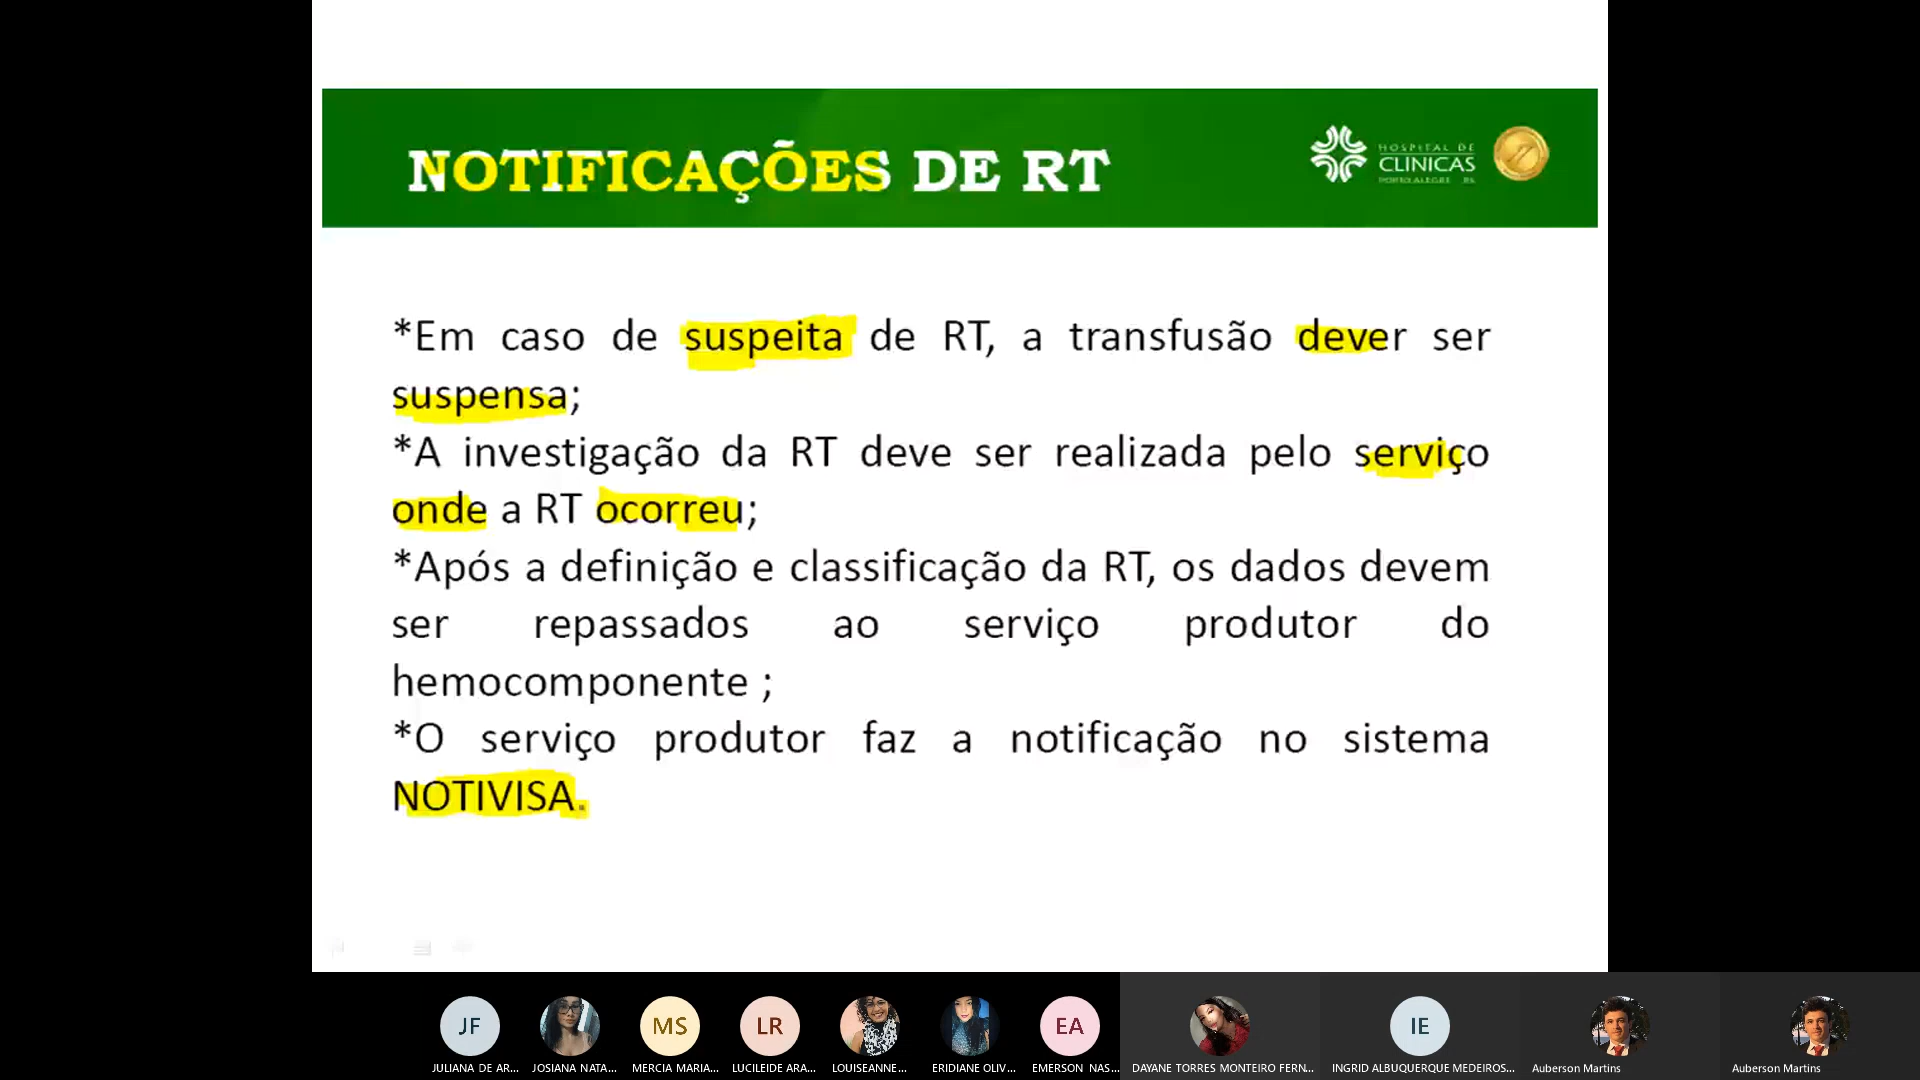 NOTIFICAÇÕES DE RT
HOSPITAL DE
CLINICAS
PORTO ALEGRE RS
*Em caso de suspeita de RT, a transfusão dever ser
suspensa;
*A investigação da RT deve ser realizada pelo serviço
onde a RT ocorreu;
*Após a definição e classificação da RT, os dados devem
ser repassados ao serviço produtor do
hemocomponente ;
*O serviço produtor faz a notificação no sistema
NOTIVISA.
JF
MS
LR
EA
IE
JULIANA DE AR...
JOSIANA NATA...
MERCIA MARIA...
LUCILEIDE ARA...
LOUISEANNE...
ERIDIANE OLIV...
EMERSON NAS...
DAYANE TORRES MONTEIRO FERN...
INGRID ALBUQUERQUE MEDEIROS...
Auberson Martins
Auberson Martins